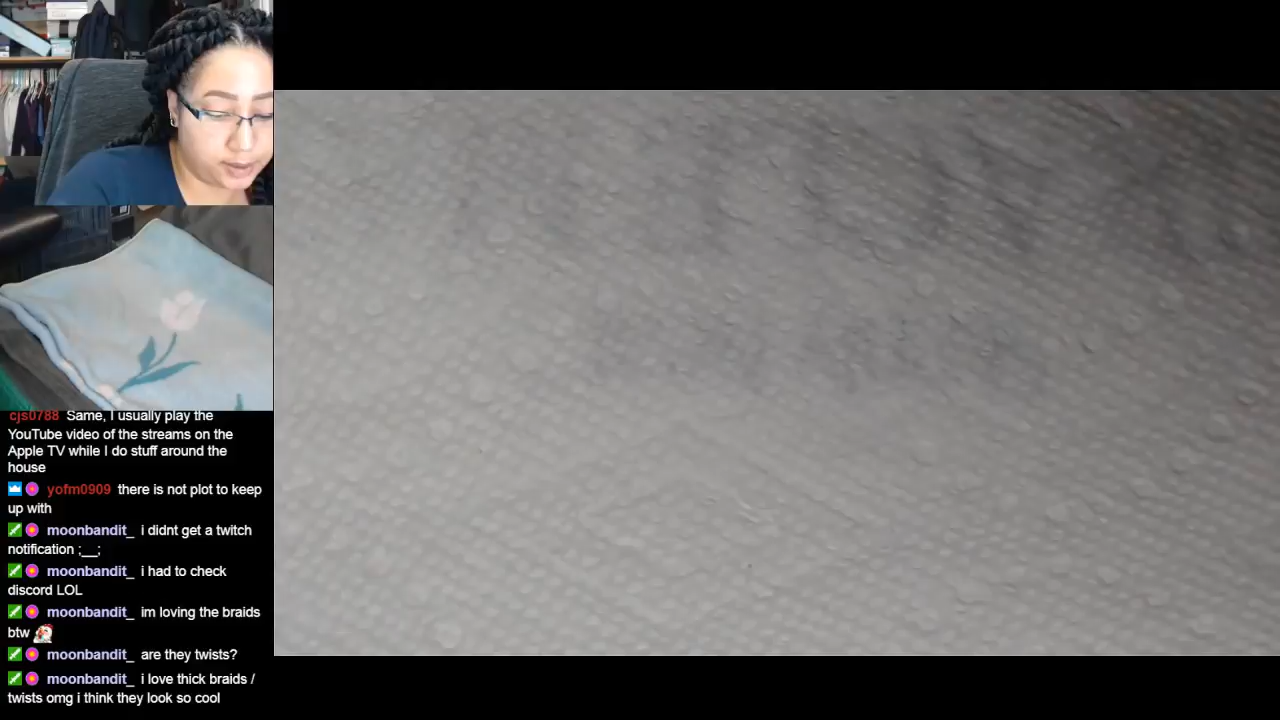 cjs0788 Same, I usually play the
YouTube video of the streams on the
Apple TV while I do stuff around the
house
yofm0909 there is not plot to keep
up with
moonbandit_ i didnt get a twitch
notification ;__;
moonbandit_ i had to check
discord LOL
moonbandit_ im loving the braids
btw
moonbandit_ are they twists?
moonbandit_ i love thick braids /
twists omg i think they look so cool